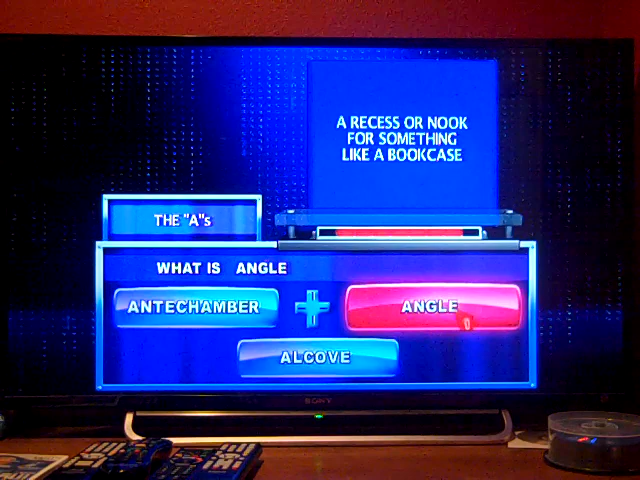 A RECESS OR NOOK
FOR SOMETHING
LIKE A BOOKCASE
THE "A"s
WHAT IS ANGLE
ANTECHAMBER
ANGLE
ALCOVE
SONY